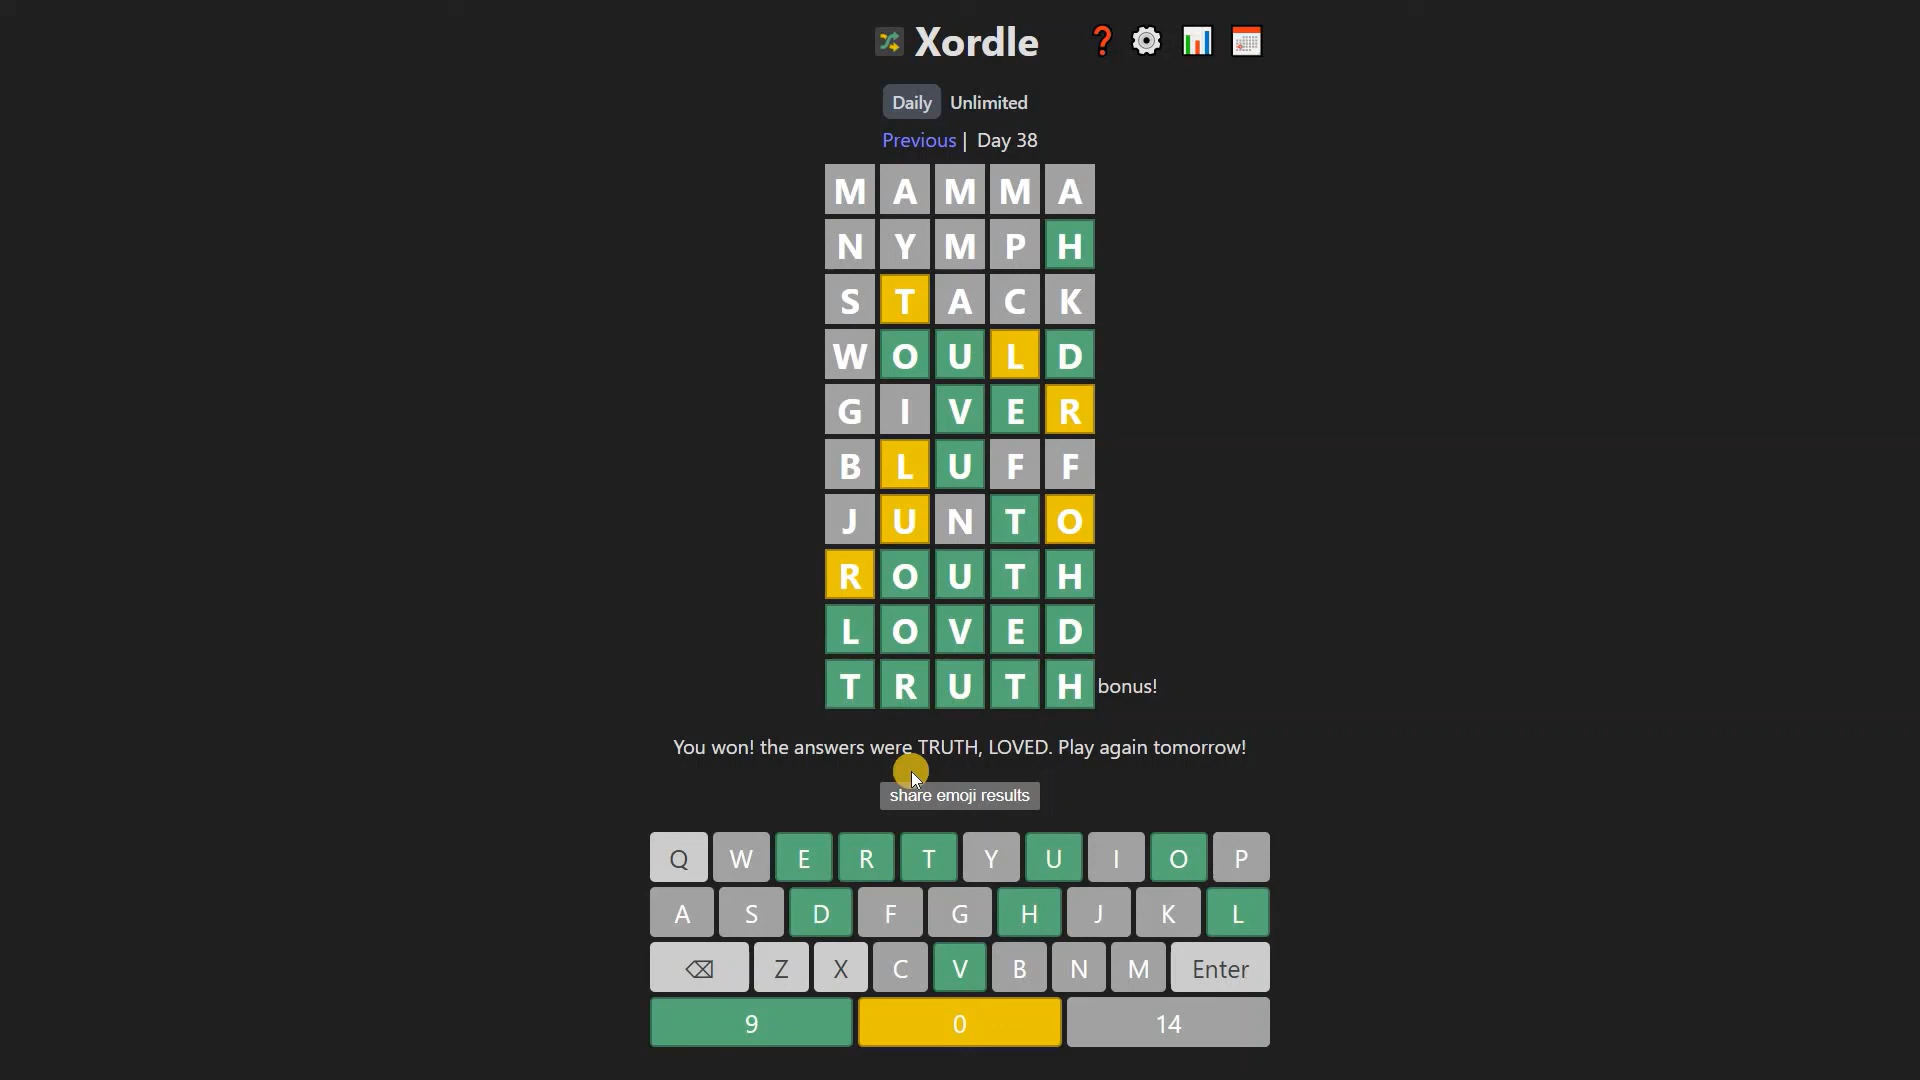 Xordle
Daily Unlimited
Previous | Day 38
MAMMA
NYMPH
STACK
WOULD
GIVER
BLUFF
JUNTO
ROUTH
LOVED
TRUTH bonus!
You won! the answers were TRUTH, LOVED. Play again tomorrow!
share emoji results
Q W E R T Y U I O P
A S D F G H J K L
⌫ Z X C V B N M Enter
9 0 14